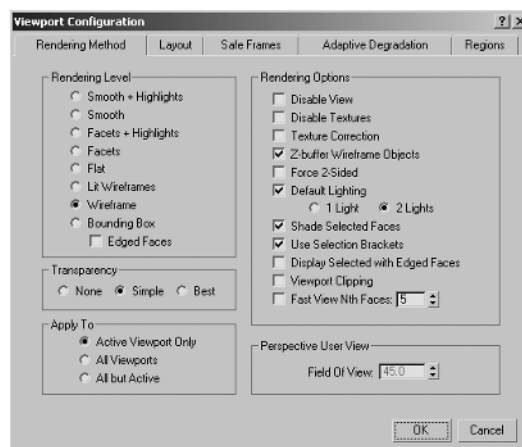 Viewport Configuration
Rendering Method
Layout
Safe Frames
Adaptive Degradation
Regions
Rendering Level
Smooth + Highlights
Smooth
Facets + Highlights
Facets
Flat
Lit Wireframes
Wireframe
Bounding Box
Edged Faces
Transparency
None
Simple
Best
Apply To
Active Viewport Only
All Viewports
All but Active
Rendering Options
Disable View
Disable Textures
Texture Correction
Z-buffer Wireframe Objects
Force 2-Sided
Default Lighting
1 Light
2 Lights
Shade Selected Faces
Use Selection Brackets
Display Selected with Edged Faces
Viewport Clipping
Fast View Nth Faces: 5
Perspective User View
Field Of View: 45.0
OK
Cancel